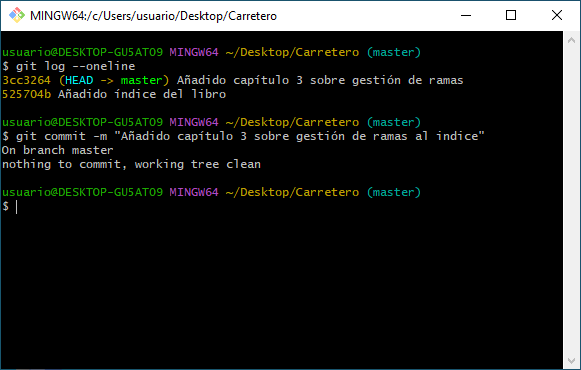 MINGW64:/c/Users/usuario/Desktop/Carretero
usuario@DESKTOP-GU5AT09 MINGW64 ~/Desktop/Carretero (master)
$ git log --oneline
3cc3264 (HEAD -> master) Añadido capítulo 3 sobre gestión de ramas
525704b Añadido índice del libro
usuario@DESKTOP-GU5AT09 MINGW64 ~/Desktop/Carretero (master)
$ git commit -m "Añadido capítulo 3 sobre gestión de ramas al indice"
On branch master
nothing to commit, working tree clean
usuario@DESKTOP-GU5AT09 MINGW64 ~/Desktop/Carretero (master)
$